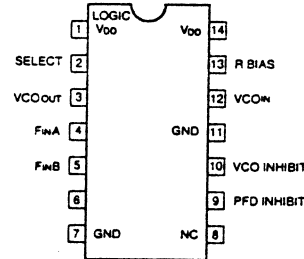 LOGIC
1 VDD VDD 14
SELECT 2 13 R BIAS
VCOOUT 3 12 VCOIN
FINA 4 GND 11
FINB 5 10 VCO INHIBIT
6 9 PFD INHIBIT
7 GND NC 8